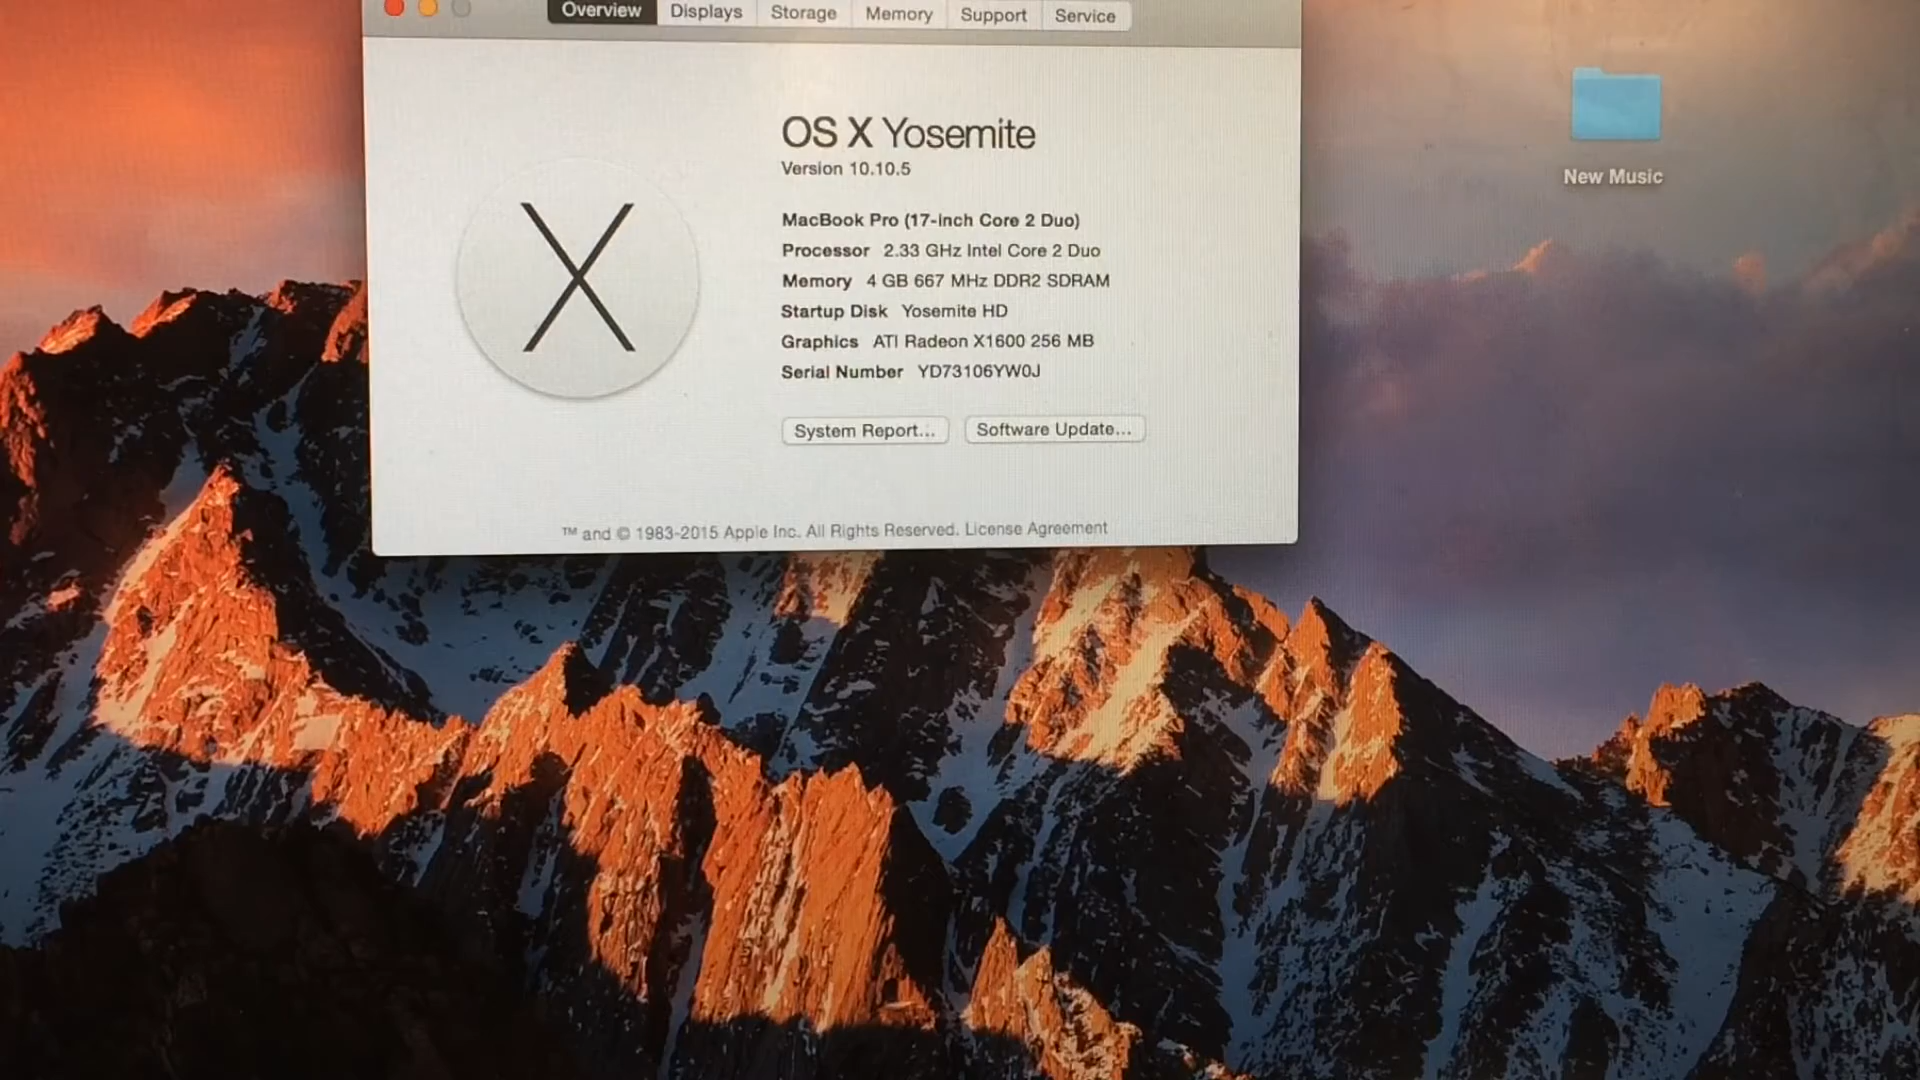 Overview Displays Storage Memory Support Service
OS X Yosemite
Version 10.10.5
MacBook Pro (17-inch Core 2 Duo)
Processor 2.33 GHz Intel Core 2 Duo
Memory 4 GB 667 MHz DDR2 SDRAM
Startup Disk Yosemite HD
Graphics ATI Radeon X1600 256 MB
Serial Number YD73106YW0J
System Report... Software Update...
™ and © 1983-2015 Apple Inc. All Rights Reserved. License Agreement
New Music